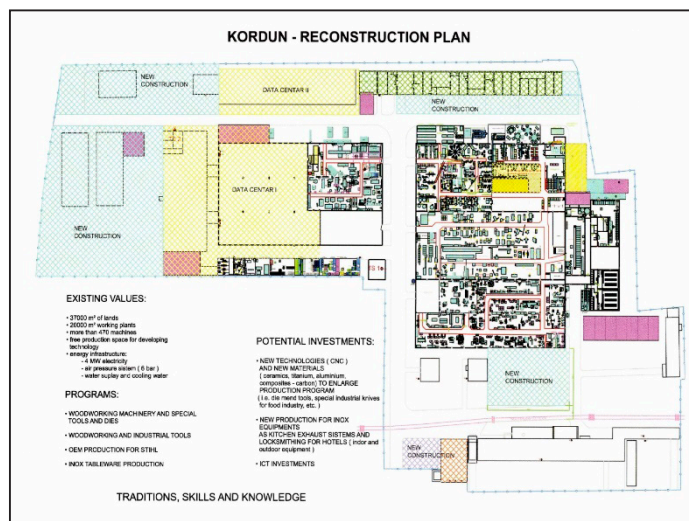 KORDUN - RECONSTRUCTION PLAN
NEW
CONSTRUCTION
DATA CENTAR II
NEW
CONSTRUCTION
DATA CENTAR I
NEW
CONSTRUCTION
EXISTING VALUES:
• 37000 m² of lands
• 26000 m² working plants
• more than 470 machines
• free production space for developing
technology
• energy infrastructure:
- 4 MW electricity
- air pressure sistem ( 6 bar )
- water suplay and cooling water
PROGRAMS:
• WOODWORKING MACHINERY AND SPECIAL
TOOLS AND DIES
• WOODWORKING AND INDUSTRIAL TOOLS
• OEM PRODUCTION FOR STIHL
• INOX TABLEWARE PRODUCTION
POTENTIAL INVESTMENTS:
• NEW TECHNOLOGIES ( CNC )
AND NEW MATERIALS
( ceramics, titanium, aluminium,
composites - carbon) TO ENLARGE
PRODUCTION PROGRAM
( i.e. die mend tools, special industrial knives
for food industry, etc. )
• NEW PRODUCTION FOR INOX
EQUIPMENTS
AS KITCHEN EXHAUST SISTEMS AND
LOCKSMITHING FOR HOTELS ( indor and
outdoor equipment )
• ICT INVESTMENTS
NEW
CONSTRUCTION
NEW
CONSTRUCTION
TRADITIONS, SKILLS AND KNOWLEDGE